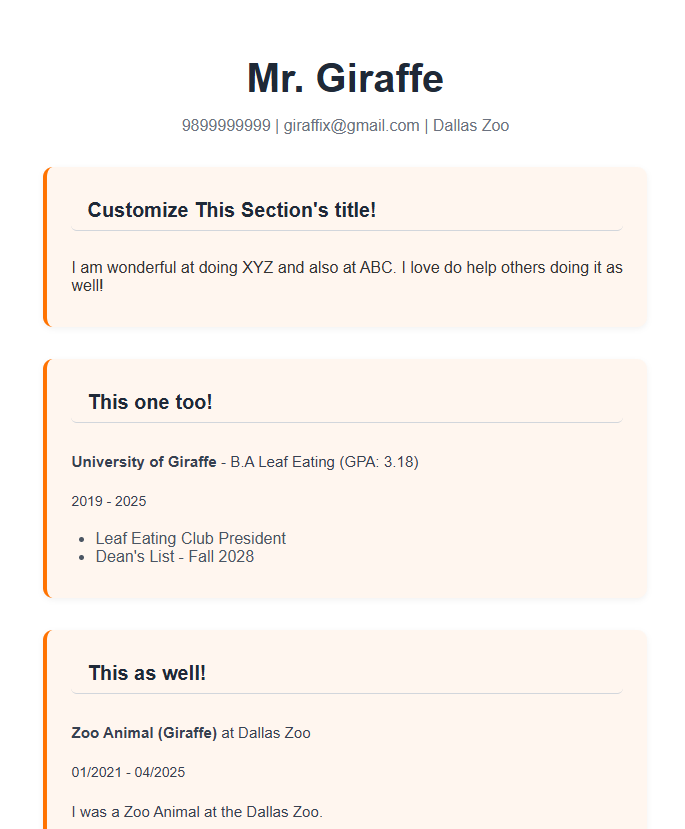 Mr. Giraffe
9899999999 | giraffix@gmail.com | Dallas Zoo
Customize This Section's title!
I am wonderful at doing XYZ and also at ABC. I love do help others doing it as
well!
This one too!
University of Giraffe - B.A Leaf Eating (GPA: 3.18)
2019 - 2025
• Leaf Eating Club President
• Dean's List - Fall 2028
This as well!
Zoo Animal (Giraffe) at Dallas Zoo
01/2021 - 04/2025
I was a Zoo Animal at the Dallas Zoo.